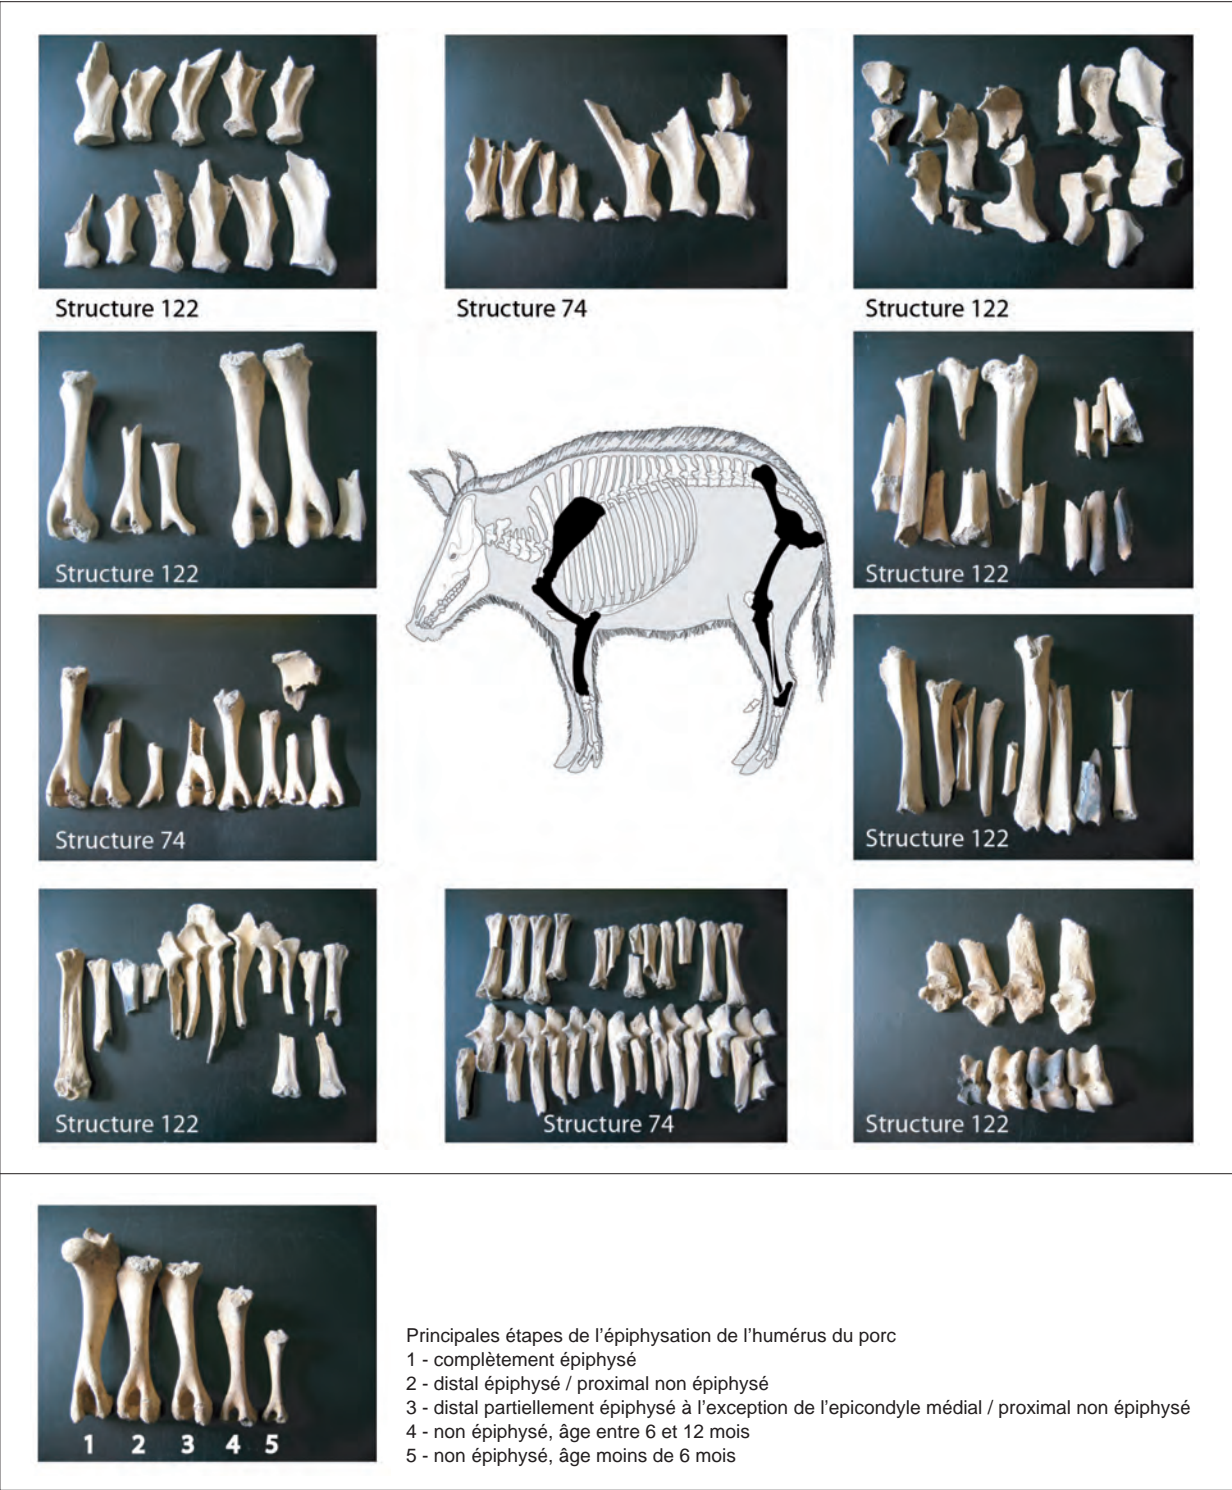 Structure 122
Structure 74
Structure 122
Structure 122
Structure 122
Structure 74
Structure 122
Structure 122
Structure 74
Structure 122
1 2 3 4 5
Principales étapes de l'épiphysation de l'humérus du porc
1 - complètement épiphysé
2 - distal épiphysé / proximal non épiphysé
3 - distal partiellement épiphysé à l'exception de l'epicondyle médial / proximal non épiphysé
4 - non épiphysé, âge entre 6 et 12 mois
5 - non épiphysé, âge moins de 6 mois